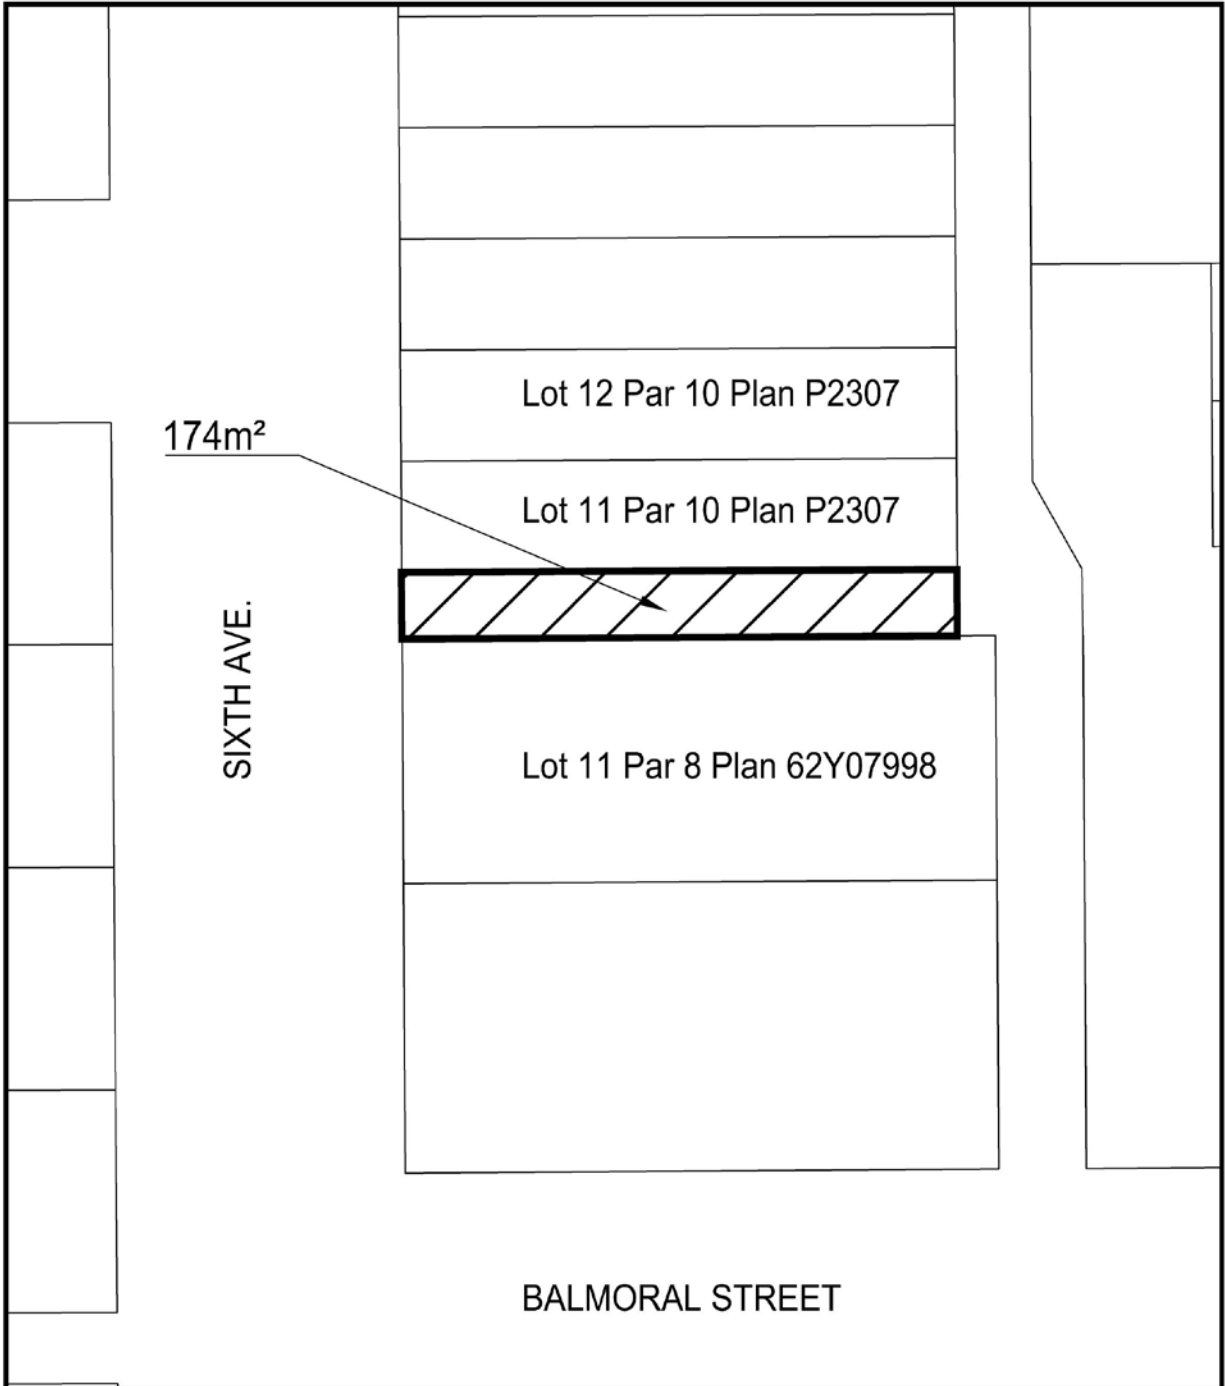 Lot 12 Par 10 Plan P2307
174m²
Lot 11 Par 10 Plan P2307
SIXTH AVE.
Lot 11 Par 8 Plan 62Y07998
BALMORAL STREET